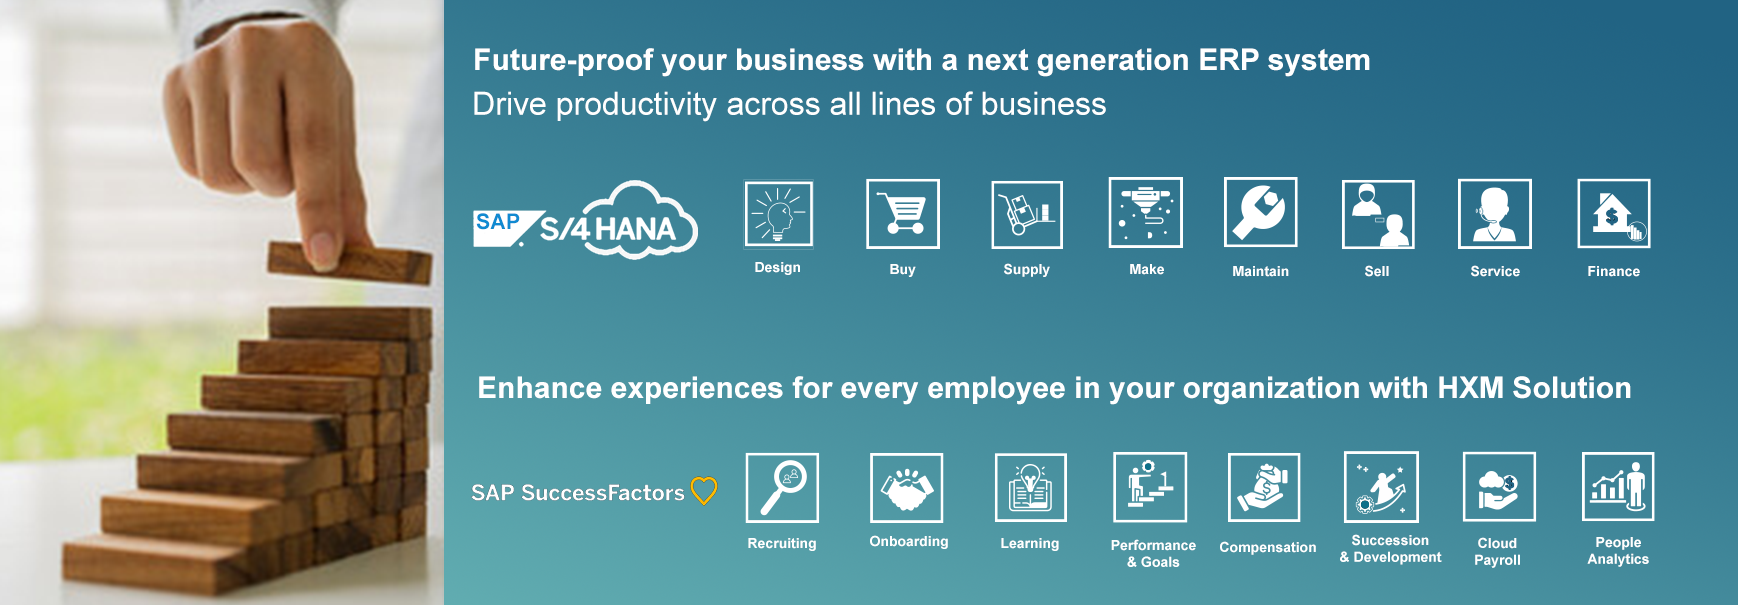 Future-proof your business with a next generation ERP system
Drive productivity across all lines of business
SAP S/4HANA
Design
Buy
Supply
Make
Maintain
Sell
Service
Finance
Enhance experiences for every employee in your organization with HXM Solution
SAP SuccessFactors
Recruiting
Onboarding
Learning
Performance
& Goals
Compensation
Succession
& Development
Cloud
Payroll
People
Analytics